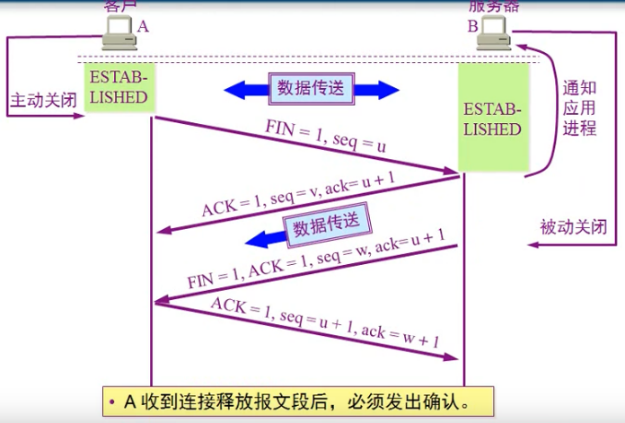 客户
服务器
A
B
ESTAB-
LISHED
数据传送
ESTAB-
LISHED
通知
应用
进程
主动关闭
FIN = 1, seq = u
ACK = 1, seq = v, ack= u + 1
数据传送
被动关闭
FIN = 1, ACK = 1, seq = w, ack= u + 1
ACK = 1, seq = u + 1, ack = w + 1
• A 收到连接释放报文段后，必须发出确认。